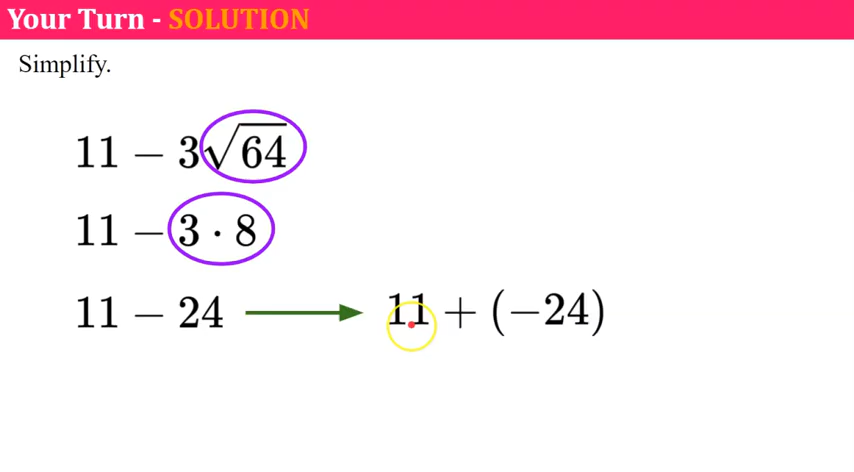 Your Turn - SOLUTION
Simplify.
11 − 3√64
11 − 3 · 8
11 − 24 → 11 + (−24)